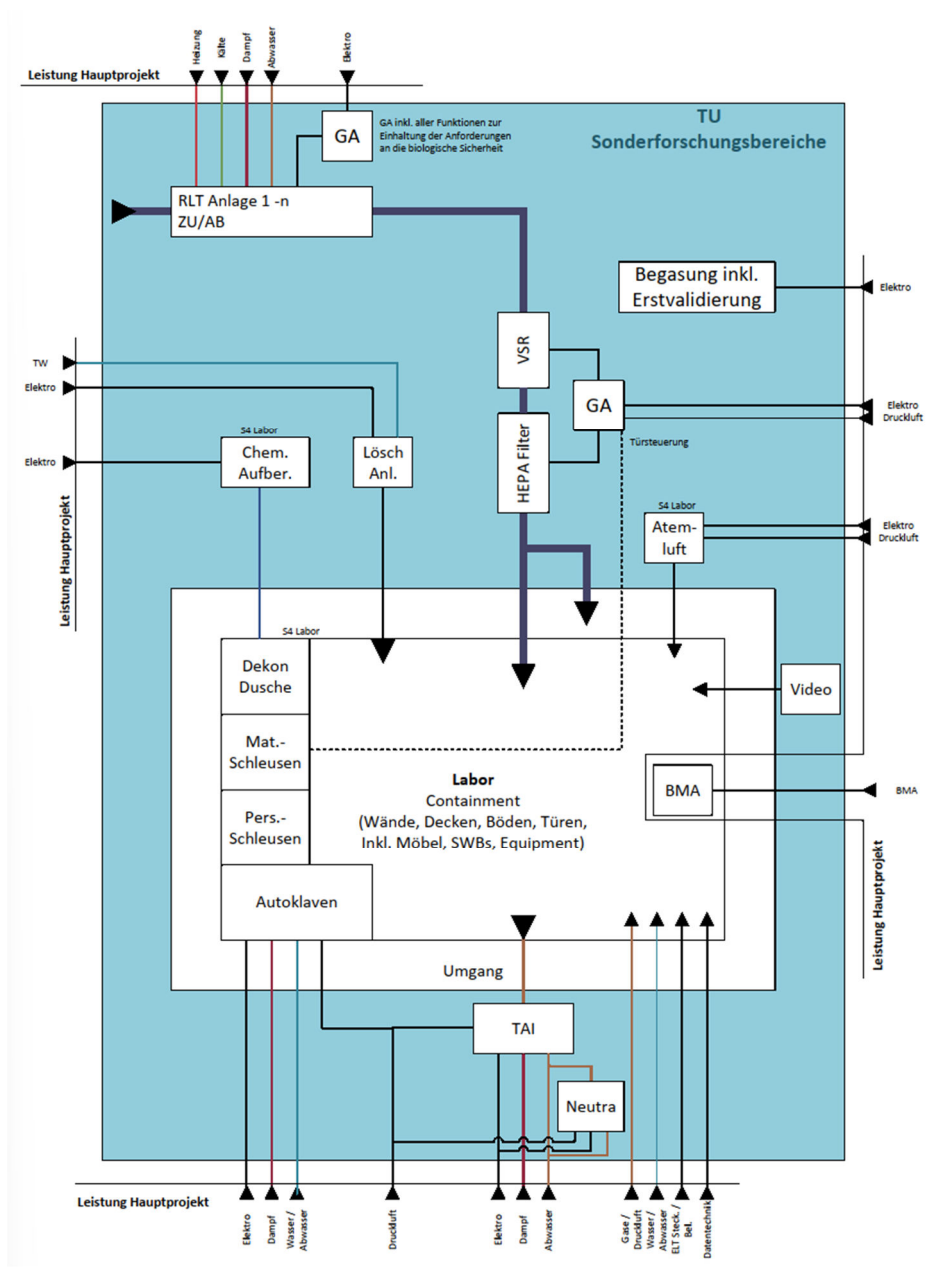 Heizung
Kälte
Dampf
Abwasser
Elektro
Leistung Hauptprojekt
TU
Sonderforschungsbereiche
GA
GA inkl. aller Funktionen zur
Einhaltung der Anforderungen
an die biologische Sicherheit
RLT Anlage 1 -n
ZU/AB
Begasung inkl.
Erstvalidierung
Elektro
VSR
TW
Elektro
GA
Elektro
Druckluft
Türsteuerung
S4 Labor
Chem.
Aufber.
Lösch
Anl.
HEPA Filter
Elektro
Leistung Hauptprojekt
S4 Labor
Atem-
luft
Elektro
Druckluft
S4 Labor
Dekon
Dusche
Video
Mat.-
Schleusen
Labor
Containment
(Wände, Decken, Böden, Türen,
Inkl. Möbel, SWBs, Equipment)
BMA
BMA
Pers.-
Schleusen
Autoklaven
Leistung Hauptprojekt
Umgang
TAI
Neutra
Leistung Hauptprojekt
Elektro
Dampf
Wasser /
Abwasser
Druckluft
Elektro
Dampf
Abwasser
Gase /
Druckluft
Wasser /
Abwasser
ELT Steck. /
Bel.
Datentechnik